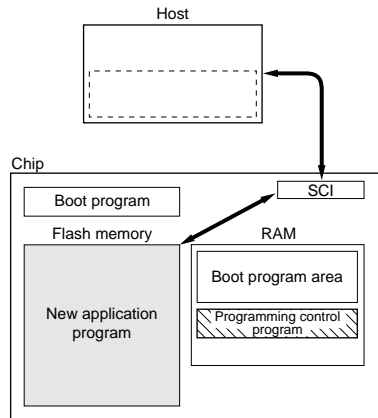 Host
Chip
SCI
Boot program
Flash memory
RAM
New application
program
Boot program area
Programming control
program